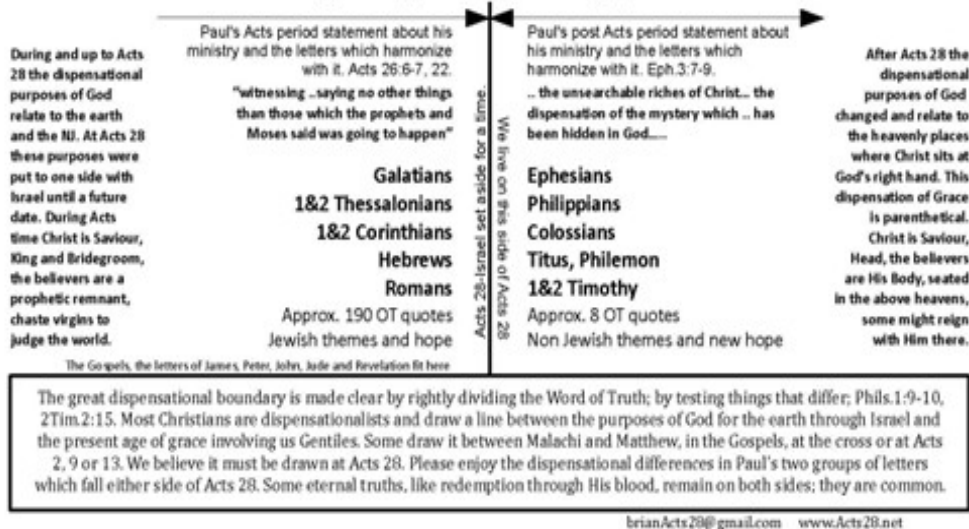 During and up to Acts
28 the dispensational
purposes of God
relate to the earth
and the NJ. At Acts 28
these purposes were
put to one side with
Israel until a future
date. During Acts
time Christ is Saviour,
King and Bridegroom,
the believers are a
prophetic remnant,
chaste virgins to
judge the world.
Paul's Acts period statement about his
ministry and the letters which harmonize
with it. Acts 26:6-7, 22.
"witnessing ..saying no other things
than those which the prophets and
Moses said was going to happen"
Galatians
1&2 Thessalonians
1&2 Corinthians
Hebrews
Romans
Approx. 190 OT quotes
Jewish themes and hope
The Gospels, the letters of James, Peter, John, Jude and Revelation fit here
Acts 28-Israel set aside for a time.
We live on this side of Acts 28
Paul's post Acts period statement about
his ministry and the letters which
harmonize with it. Eph.3:7-9.
.. the unsearchable riches of Christ... the
dispensation of the mystery which .. has
been hidden in God.....
Ephesians
Philippians
Colossians
Titus, Philemon
1&2 Timothy
Approx. 8 OT quotes
Non Jewish themes and new hope
After Acts 28 the
dispensational
purposes of God
changed and relate to
the heavenly places
where Christ sits at
God's right hand. This
dispensation of Grace
is parenthetical.
Christ is Saviour,
Head, the believers
are His Body, seated
in the above heavens,
some might reign
with Him there.
The great dispensational boundary is made clear by rightly dividing the Word of Truth; by testing things that differ; Phils.1:9-10,
2Tim.2:15. Most Christians are dispensationalists and draw a line between the purposes of God for the earth through Israel and
the present age of grace involving us Gentiles. Some draw it between Malachi and Matthew, in the Gospels, at the cross or at Acts
2, 9 or 13. We believe it must be drawn at Acts 28. Please enjoy the dispensational differences in Paul's two groups of letters
which fall either side of Acts 28. Some eternal truths, like redemption through His blood, remain on both sides; they are common.
brianActs28@gmail.com www.Acts28.net